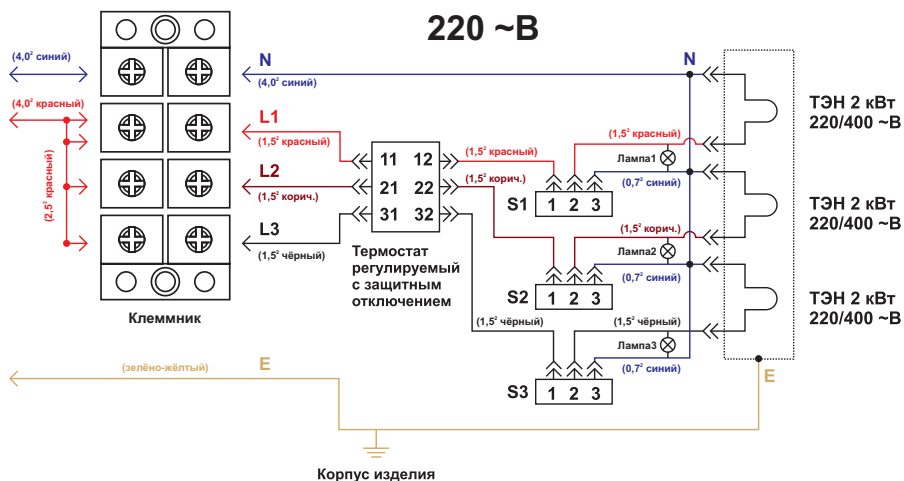 220 ~В
(4,0² синий)
N
(4,0² синий)
N
(4,0² красный)
L1
(1,5² красный)
(1,5² красный)
(1,5² красный)
ТЭН 2 кВт
220/400 ~В
11 12
Лампа1
L2
(1,5² корич.)
21 22
(1,5² корич.)
(0,7² синий)
(2,5² красный)
S1
1 2 3
ТЭН 2 кВт
220/400 ~В
L3
(1,5² чёрный)
31 32
(1,5² корич.)
Лампа2
Термостат
регулируемый
с защитным
отключением
(0,7² синий)
S2
1 2 3
ТЭН 2 кВт
220/400 ~В
Клеммник
(1,5² чёрный)
(1,5² чёрный)
Лампа3
(зелёно-жёлтый)
E
(0,7² синий)
E
S3
1 2 3
Корпус изделия